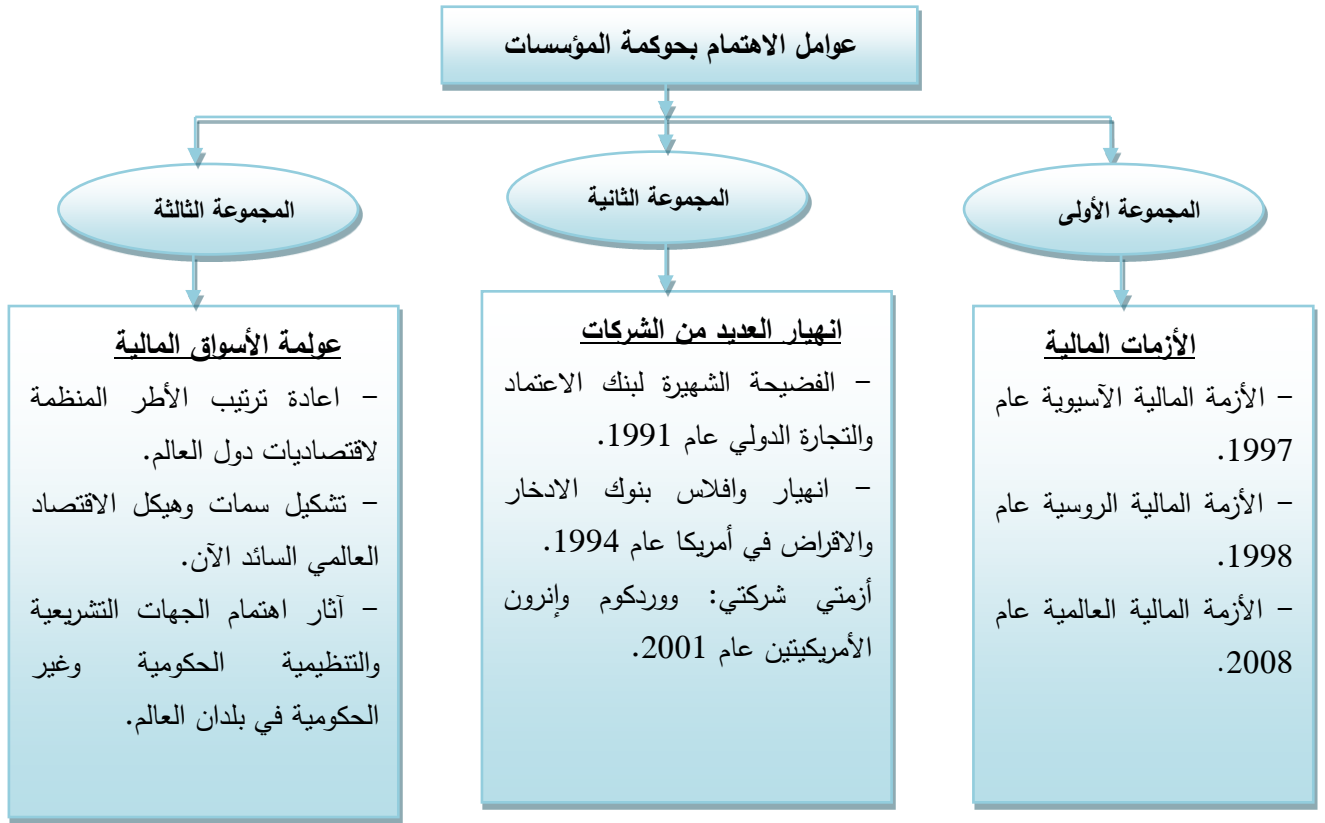 عوامل الاهتمام بحوكمة المؤسسات
المجموعة الأولى
المجموعة الثانية
المجموعة الثالثة
الأزمات المالية
- الأزمة المالية الآسيوية عام
1997.
- الأزمة المالية الروسية عام
1998.
- الأزمة المالية العالمية عام
2008.
انهيار العديد من الشركات
- الفضيحة الشهيرة لبنك الاعتماد
والتجارة الدولي عام 1991.
- انهيار وافلاس بنوك الادخار
والاقراض في أمريكا عام 1994.
أزمتي شركتي: ووردكوم وإنرون
الأمريكيتين عام 2001.
عولمة الأسواق المالية
- اعادة ترتيب الأطر المنظمة
لاقتصاديات دول العالم.
- تشكيل سمات وهيكل الاقتصاد
العالمي السائد الآن.
- آثار اهتمام الجهات التشريعية
والتنظيمية الحكومية وغير
الحكومية في بلدان العالم.